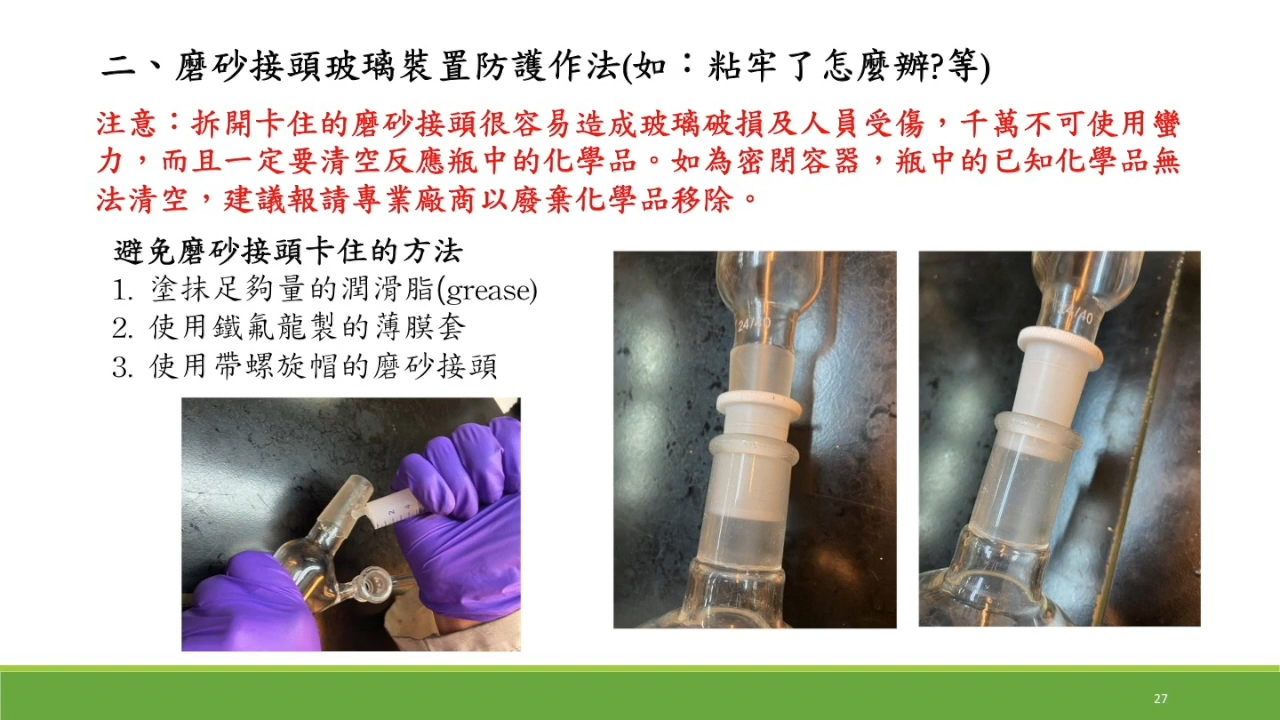 二、磨砂接頭玻璃裝置防護作法(如：粘牢了怎麼辦?等)
注意：拆開卡住的磨砂接頭很容易造成玻璃破損及人員受傷，千萬不可使用蠻
力，而且一定要清空反應瓶中的化學品。如為密閉容器，瓶中的已知化學品無
法清空，建議報請專業廠商以廢棄化學品移除。
避免磨砂接頭卡住的方法
1. 塗抹足夠量的潤滑脂(grease)
2. 使用鐵氟龍製的薄膜套
3. 使用帶螺旋帽的磨砂接頭
24/40
24/40
27